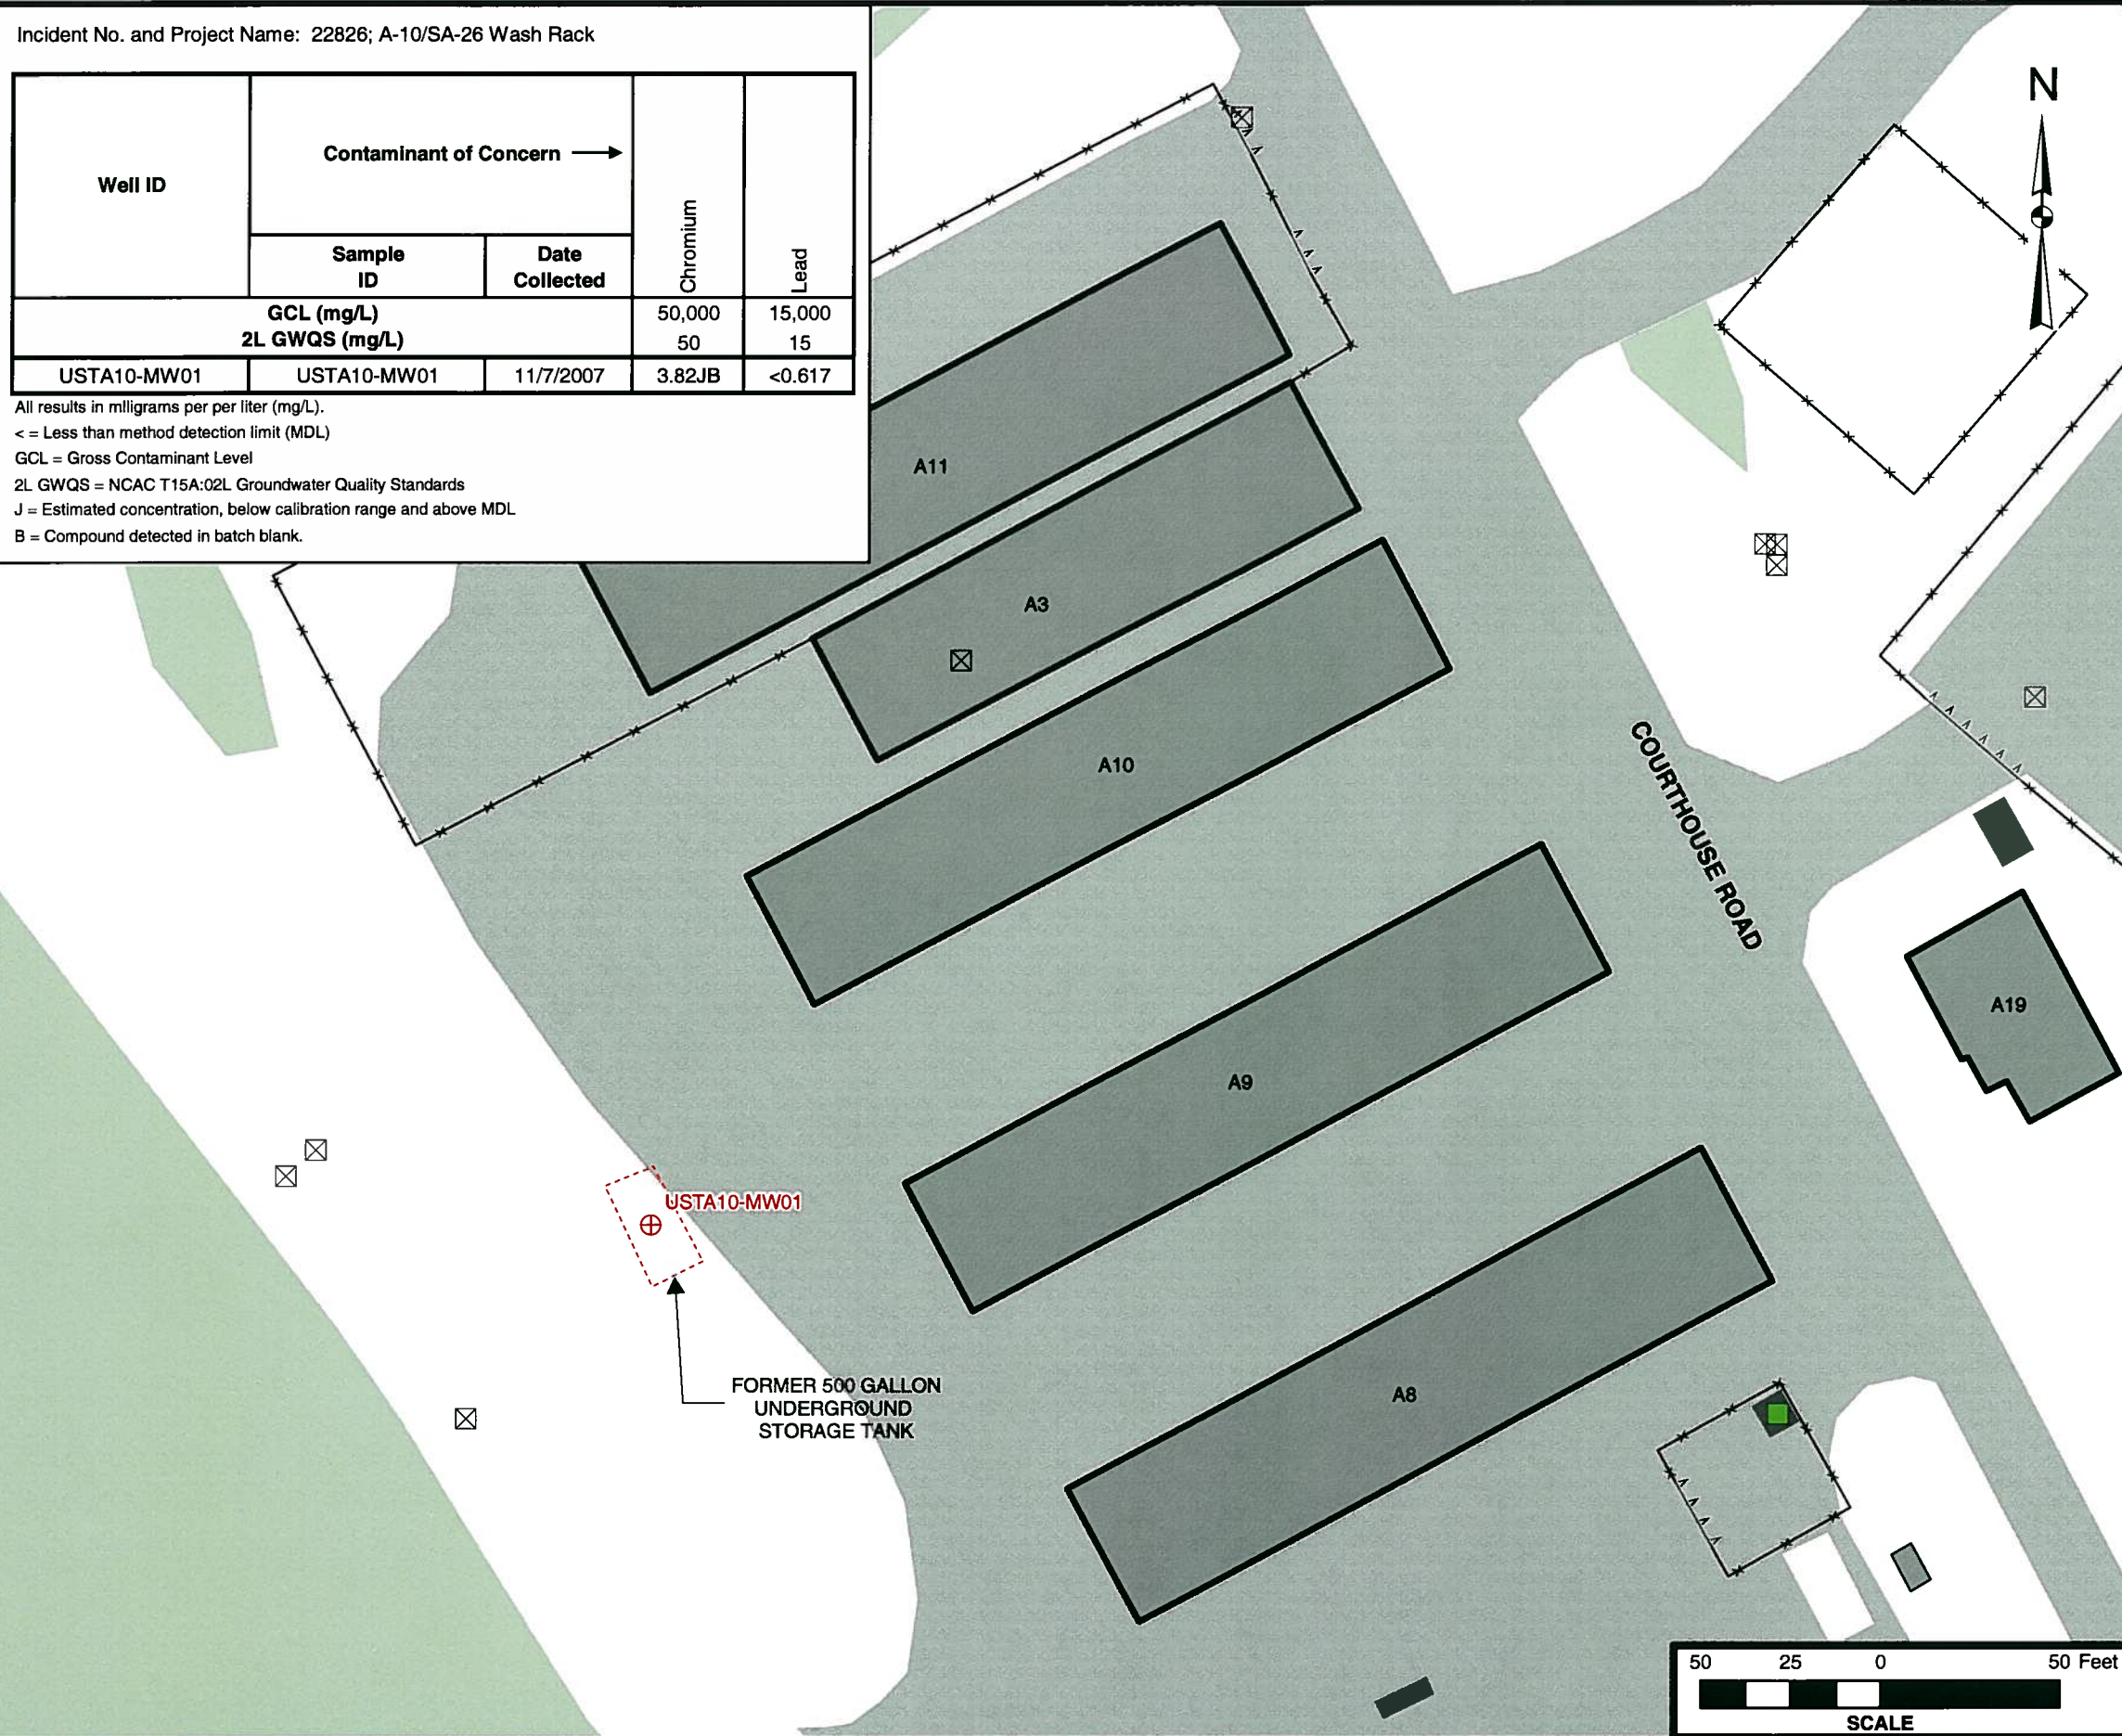 Incident No. and Project Name: 22826; A-10/SA-26 Wash Rack
Well ID
Contaminant of Concern
Chromium
Lead
Sample
ID
Date
Collected
GCL (mg/L) 50,000 15,000
2L GWQS (mg/L) 50 15
USTA10-MW01 USTA10-MW01 11/7/2007 3.82JB <0.617
All results in mlligrams per per liter (mg/L).
< = Less than method detection limit (MDL)
GCL = Gross Contaminant Level
2L GWQS = NCAC T15A:02L Groundwater Quality Standards
J = Estimated concentration, below calibration range and above MDL
B = Compound detected in batch blank.
N
A11
A3
A10
COURTHOUSE ROAD
A19
A9
USTA10-MW01
FORMER 500 GALLON
UNDERGROUND
STORAGE TANK
A8
50 25 0 50 Feet
SCALE